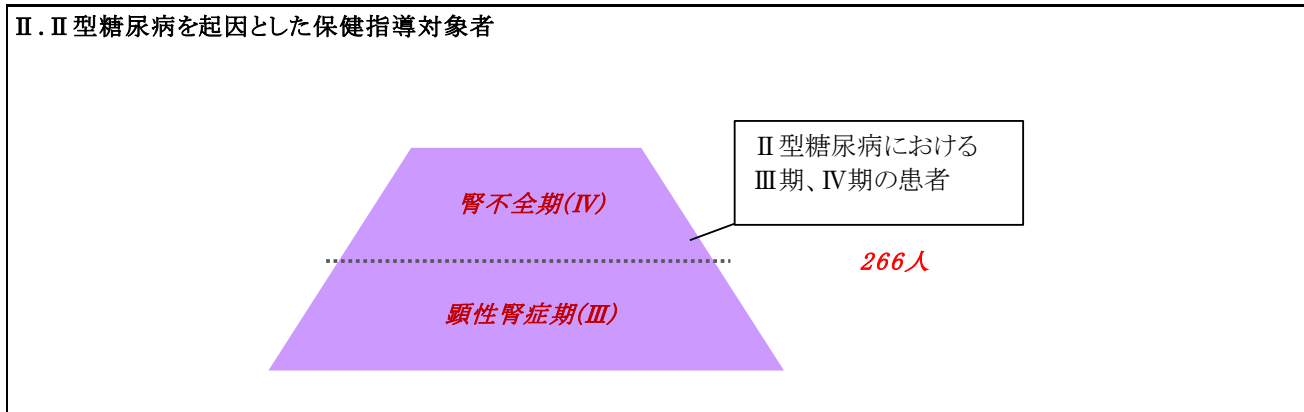 Ⅱ.Ⅱ型糖尿病を起因とした保健指導対象者
Ⅱ型糖尿病における
Ⅲ期、Ⅳ期の患者
腎不全期(Ⅳ)
266人
顕性腎症期(Ⅲ)